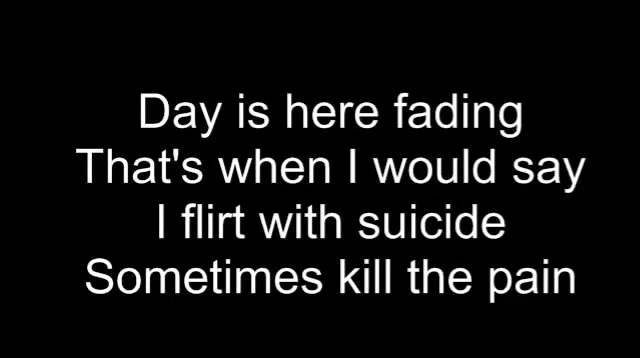 Day is here fading
That's when I would say
I flirt with suicide
Sometimes kill the pain